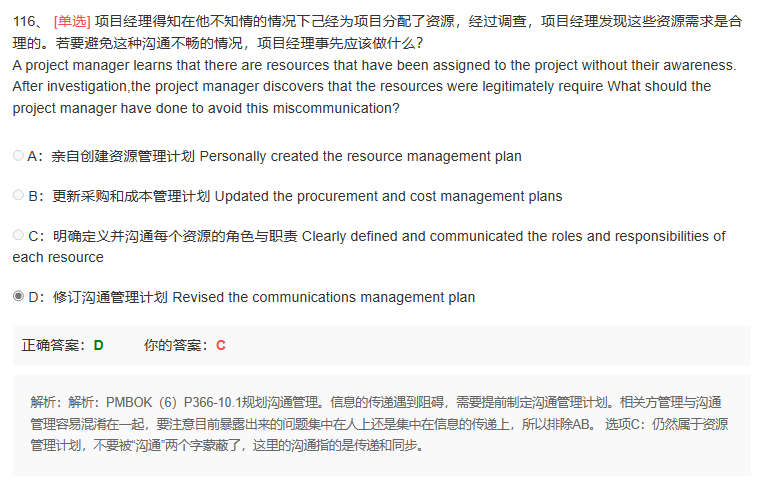 116、 [单选] 项目经理得知在他不知情的情况下己经为项目分配了资源，经过调查，项目经理发现这些资源需求是合
理的。若要避免这种沟通不畅的情况，项目经理事先应该做什么？
A project manager learns that there are resources that have been assigned to the project without their awareness.
After investigation,the project manager discovers that the resources were legitimately require What should the
project manager have done to avoid this miscommunication?
A：亲自创建资源管理计划 Personally created the resource management plan
B：更新采购和成本管理计划 Updated the procurement and cost management plans
C：明确定义并沟通每个资源的角色与职责 Clearly defined and communicated the roles and responsibilities of
each resource
D：修订沟通管理计划 Revised the communications management plan
正确答案：D 你的答案：C
解析：解析：PMBOK（6）P366-10.1规划沟通管理。信息的传递遇到阻碍，需要提前制定沟通管理计划。相关方管理与沟通
管理容易混淆在一起，要注意目前暴露出来的问题集中在人上还是集中在信息的传递上，所以排除AB。 选项C：仍然属于资源
管理计划，不要被“沟通”两个字蒙蔽了，这里的沟通指的是传递和同步。